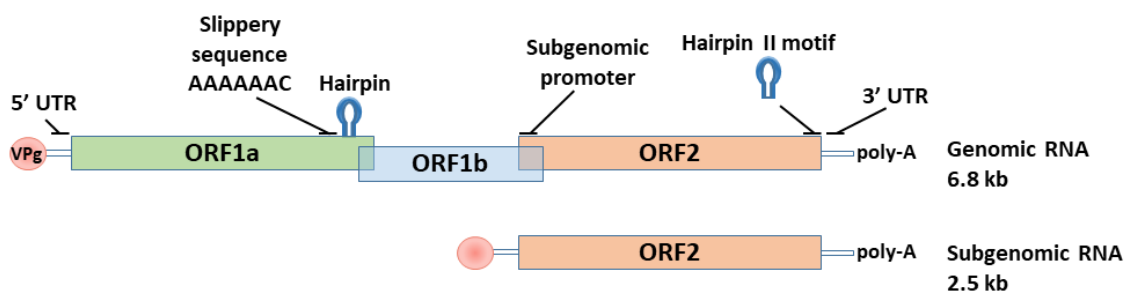 Slippery
sequence
AAAAAAC
Hairpin
Subgenomic
promoter
Hairpin II motif
5’ UTR
3’ UTR
VPg
ORF1a
ORF1b
ORF2
poly-A
Genomic RNA
6.8 kb
ORF2
poly-A
Subgenomic RNA
2.5 kb